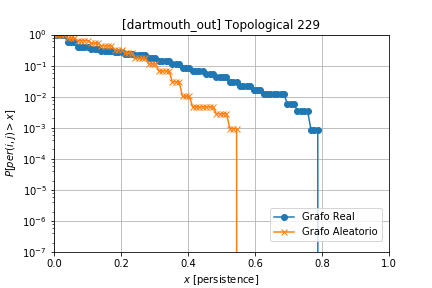 [dartmouth_out] Topological 229
10^0
10^-1
10^-2
10^-3
10^-4
10^-5
10^-6
10^-7
P[per(i,j) > x]
Grafo Real
Grafo Aleatorio
0.0 0.2 0.4 0.6 0.8 1.0
x [persistence]